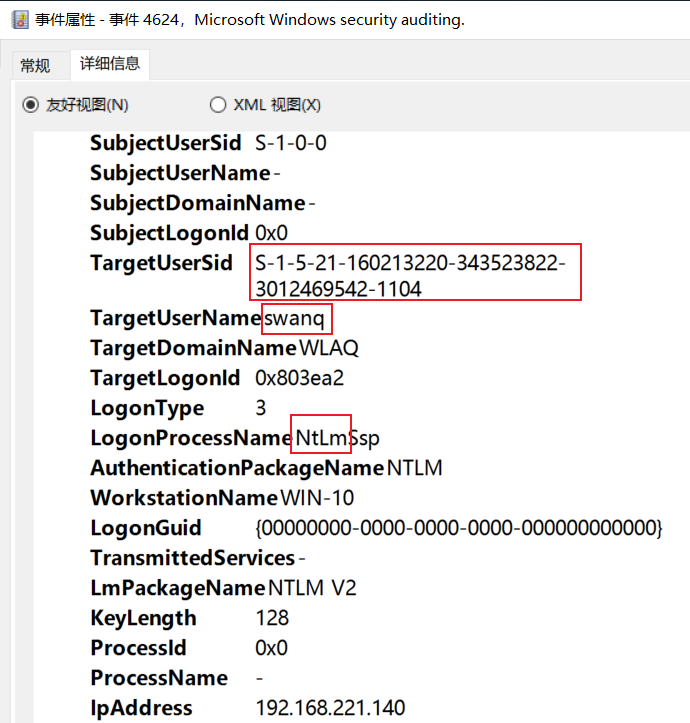 事件属性 - 事件 4624，Microsoft Windows security auditing.
常规 详细信息
友好视图(N) XML 视图(X)
SubjectUserSid S-1-0-0
SubjectUserName -
SubjectDomainName -
SubjectLogonId 0x0
TargetUserSid S-1-5-21-160213220-343523822-
3012469542-1104
TargetUserName swanq
TargetDomainName WLAQ
TargetLogonId 0x803ea2
LogonType 3
LogonProcessName NtLmSsp
AuthenticationPackageName NTLM
WorkstationName WIN-10
LogonGuid {00000000-0000-0000-0000-000000000000}
TransmittedServices -
LmPackageName NTLM V2
KeyLength 128
ProcessId 0x0
ProcessName -
IpAddress 192.168.221.140